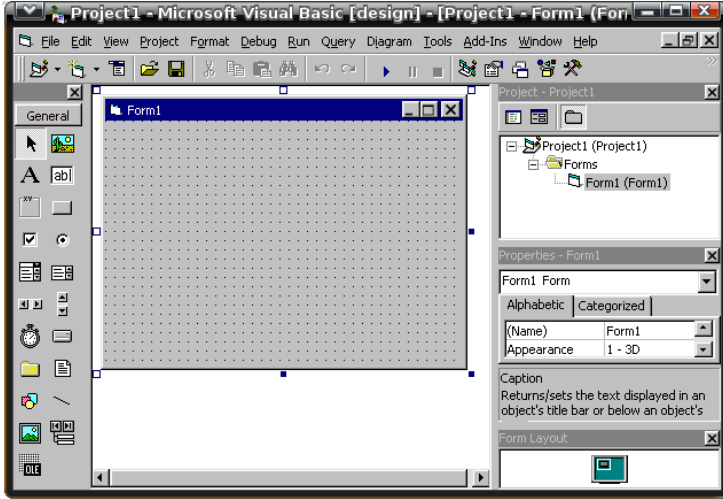 Project1 - Microsoft Visual Basic [design] - [Project1 - Form1 (For
File Edit View Project Format Debug Run Query Diagram Tools Add-Ins Window Help
General
A ab|
XY
OLE
Form1
Project - Project1
Project1 (Project1)
Forms
Form1 (Form1)
Properties - Form1
Form1 Form
Alphabetic Categorized
(Name) Form1
Appearance 1 - 3D
Caption
Returns/sets the text displayed in an
object's title bar or below an object's
Form Layout